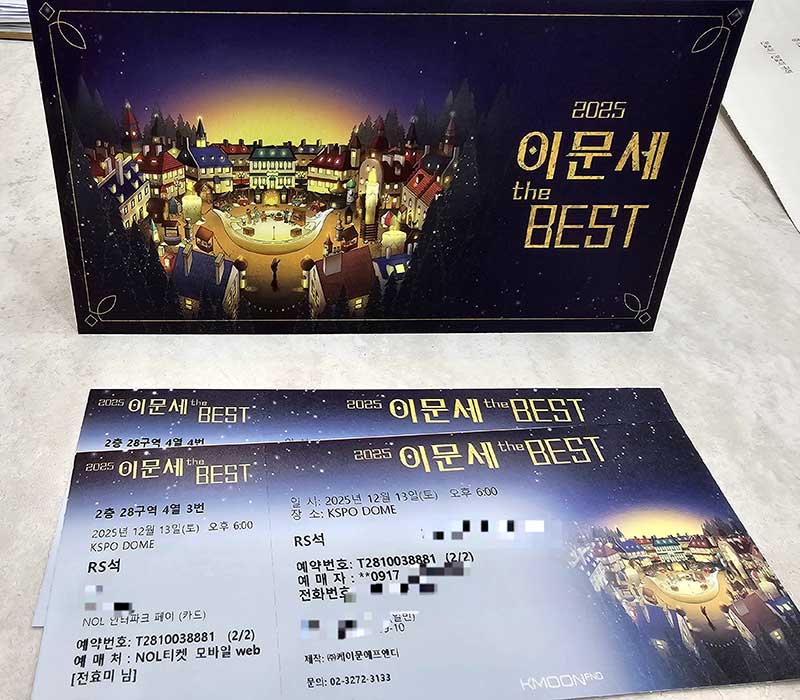 2025
이문세
the
BEST
2025 이문세 the BEST
2025 이문세 the BEST
2층 28구역 4열 4번
2025 이문세 the BEST
2층 28구역 4열 3번
2025년 12월 13일(토) 오후 6:00
KSPO DOME
RS석
NOL 인터파크 페이 (카드)
예약번호: T2810038881 (2/2)
예 매 처 : NOL티켓 모바일 web
[전효미 님]
2025 이문세 the BEST
일 시: 2025년 12월 13일(토) 오후 6:00
장 소: KSPO DOME
RS석
예약번호: T2810038881 (2/2)
예 매 자 : **0917
전화번호
9-10
제작: ㈜케이문에프엔디
문의: 02-3272-3133
KMOONFND